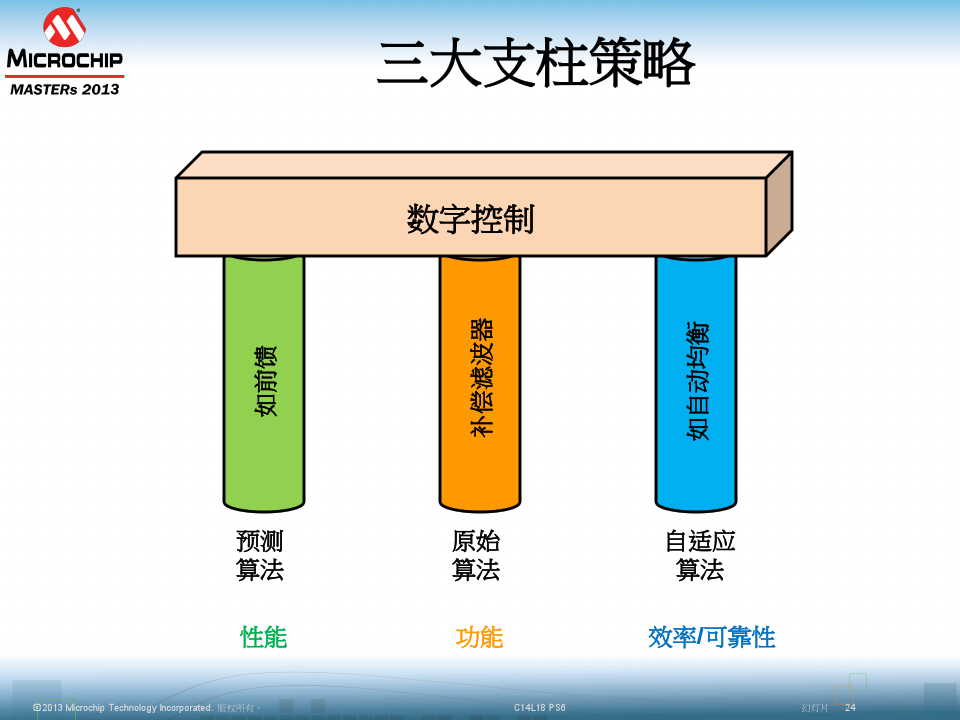 MICROCHIP
MASTERs 2013
三大支柱策略
数字控制
如前馈
补偿滤波器
如自动均衡
预测
算法
原始
算法
自适应
算法
性能
功能
效率/可靠性
©2013 Microchip Technology Incorporated. 版权所有。
C14L18 PS6
幻灯片 24